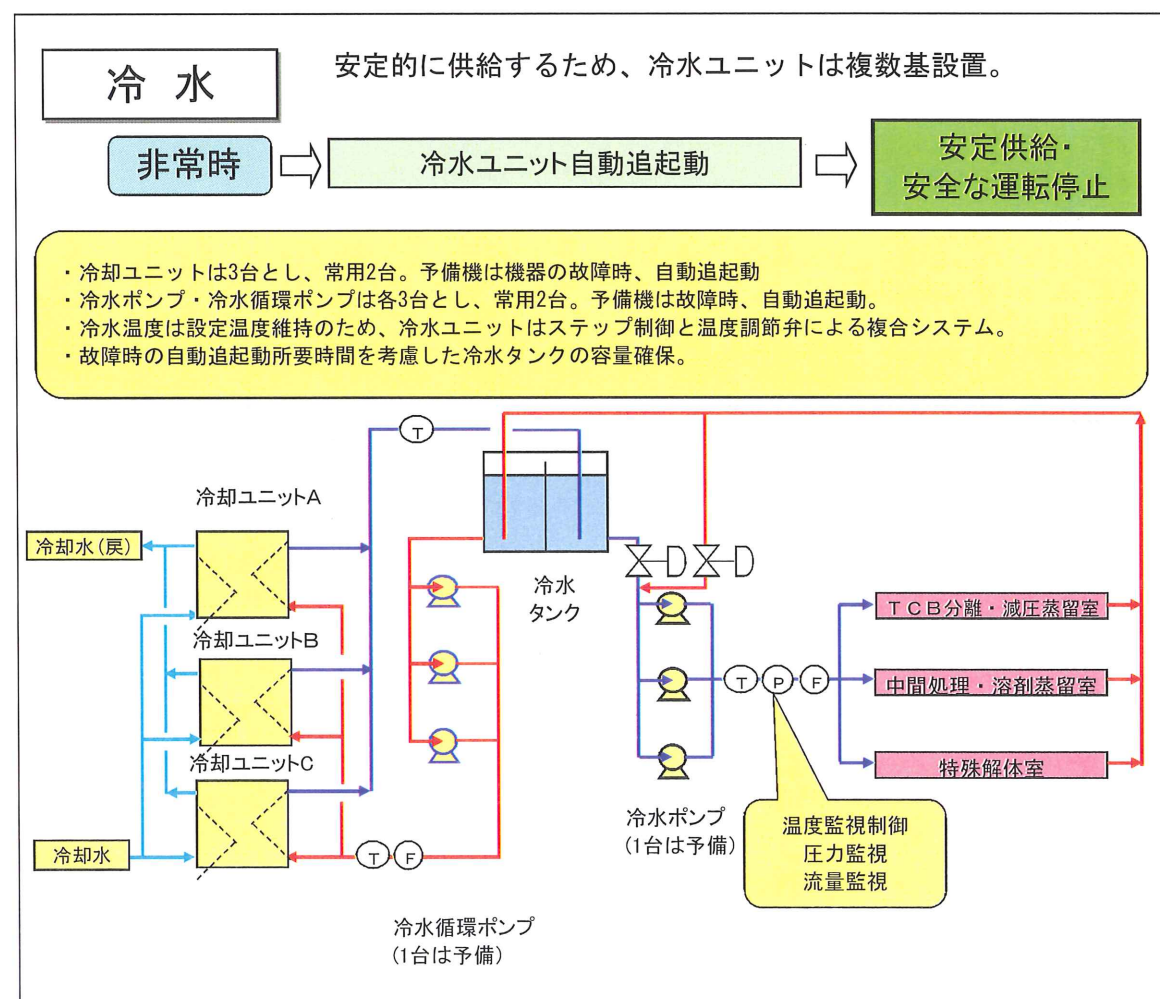 冷 水
安定的に供給するため、冷水ユニットは複数基設置。
非常時
冷水ユニット自動追起動
安定供給・
安全な運転停止
・冷却ユニットは3台とし、常用2台。予備機は機器の故障時、自動追起動
・冷水ポンプ・冷水循環ポンプは各3台とし、常用2台。予備機は故障時、自動追起動。
・冷水温度は設定温度維持のため、冷水ユニットはステップ制御と温度調節弁による複合システム。
・故障時の自動追起動所要時間を考慮した冷水タンクの容量確保。
T
冷却ユニットA
冷却水(戻)
冷水
タンク
冷却ユニットB
TCB分離・減圧蒸留室
T P F
中間処理・溶剤蒸留室
冷却ユニットC
特殊解体室
冷却水
T F
冷水ポンプ
(1台は予備)
温度監視制御
圧力監視
流量監視
冷水循環ポンプ
(1台は予備)